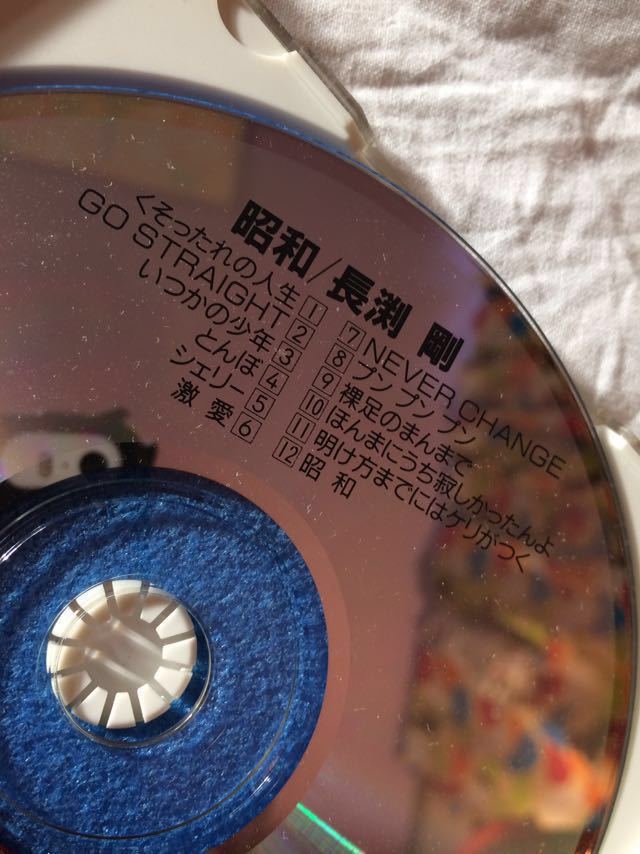 昭和/長渕 剛
くそったれの人生 1
GO STRAIGHT 2
いつかの少年 3
とんぼ 4
シェリー 5
激 愛 6
7 NEVER CHANGE
8 ブン ブン ブン
9 裸足のまんまで
10 ほんまにうち寂しかったんよ
11 明け方までにはケリがつく
12 昭 和